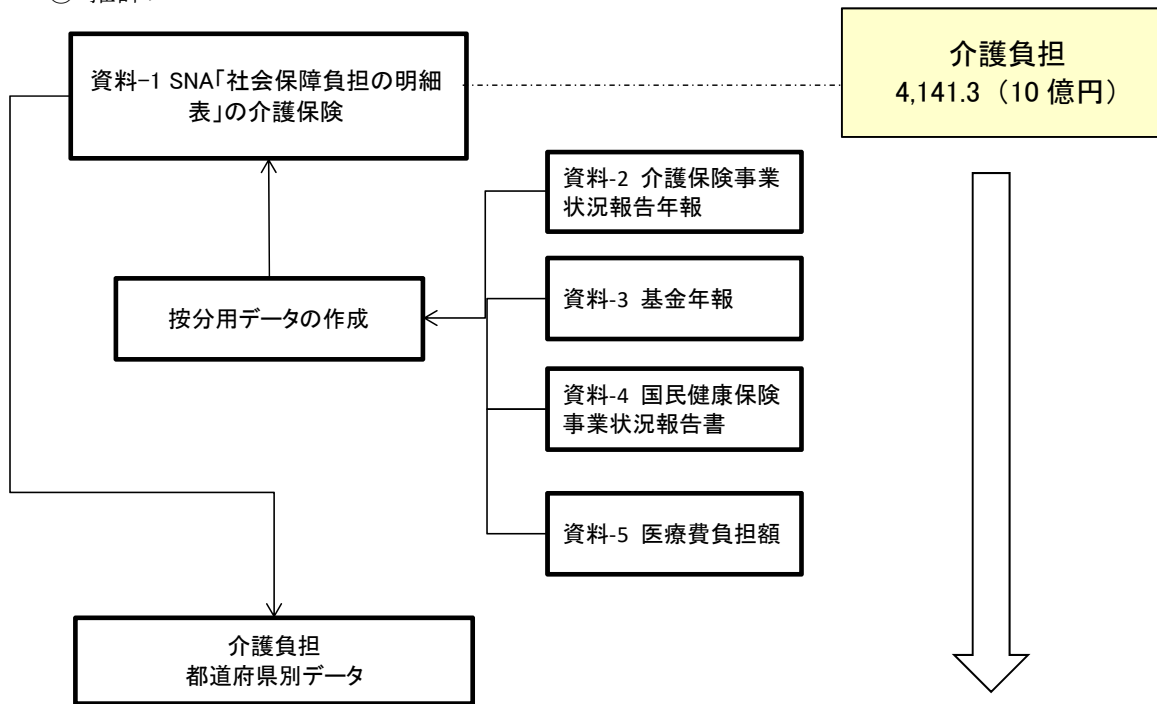 資料-1 SNA「社会保障負担の明細
表」の介護保険
介護負担
4,141.3（10 億円）
資料-2 介護保険事業
状況報告年報
按分用データの作成
資料-3 基金年報
資料-4 国民健康保険
事業状況報告書
資料-5 医療費負担額
介護負担
都道府県別データ